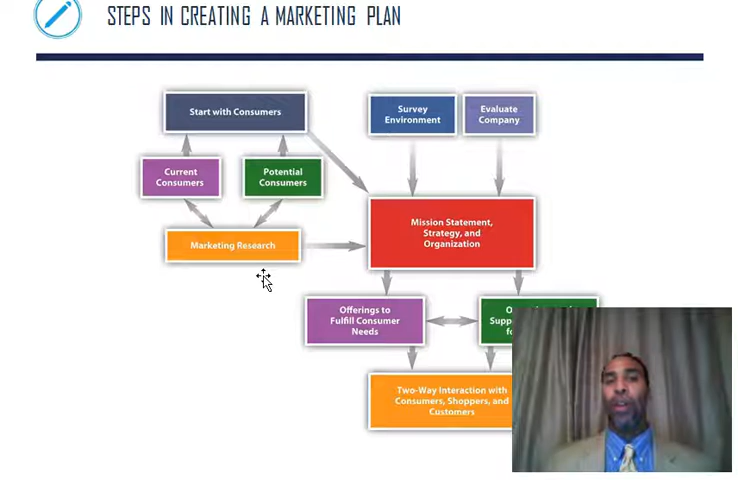 STEPS IN CREATING A MARKETING PLAN
Start with Consumers
Survey
Environment
Evaluate
Company
Current
Consumers
Potential
Consumers
Marketing Research
Mission Statement,
Strategy, and
Organization
Offerings to
Fulfill Consumer
Needs
Two-Way Interaction with
Consumers, Shoppers, and
Customers